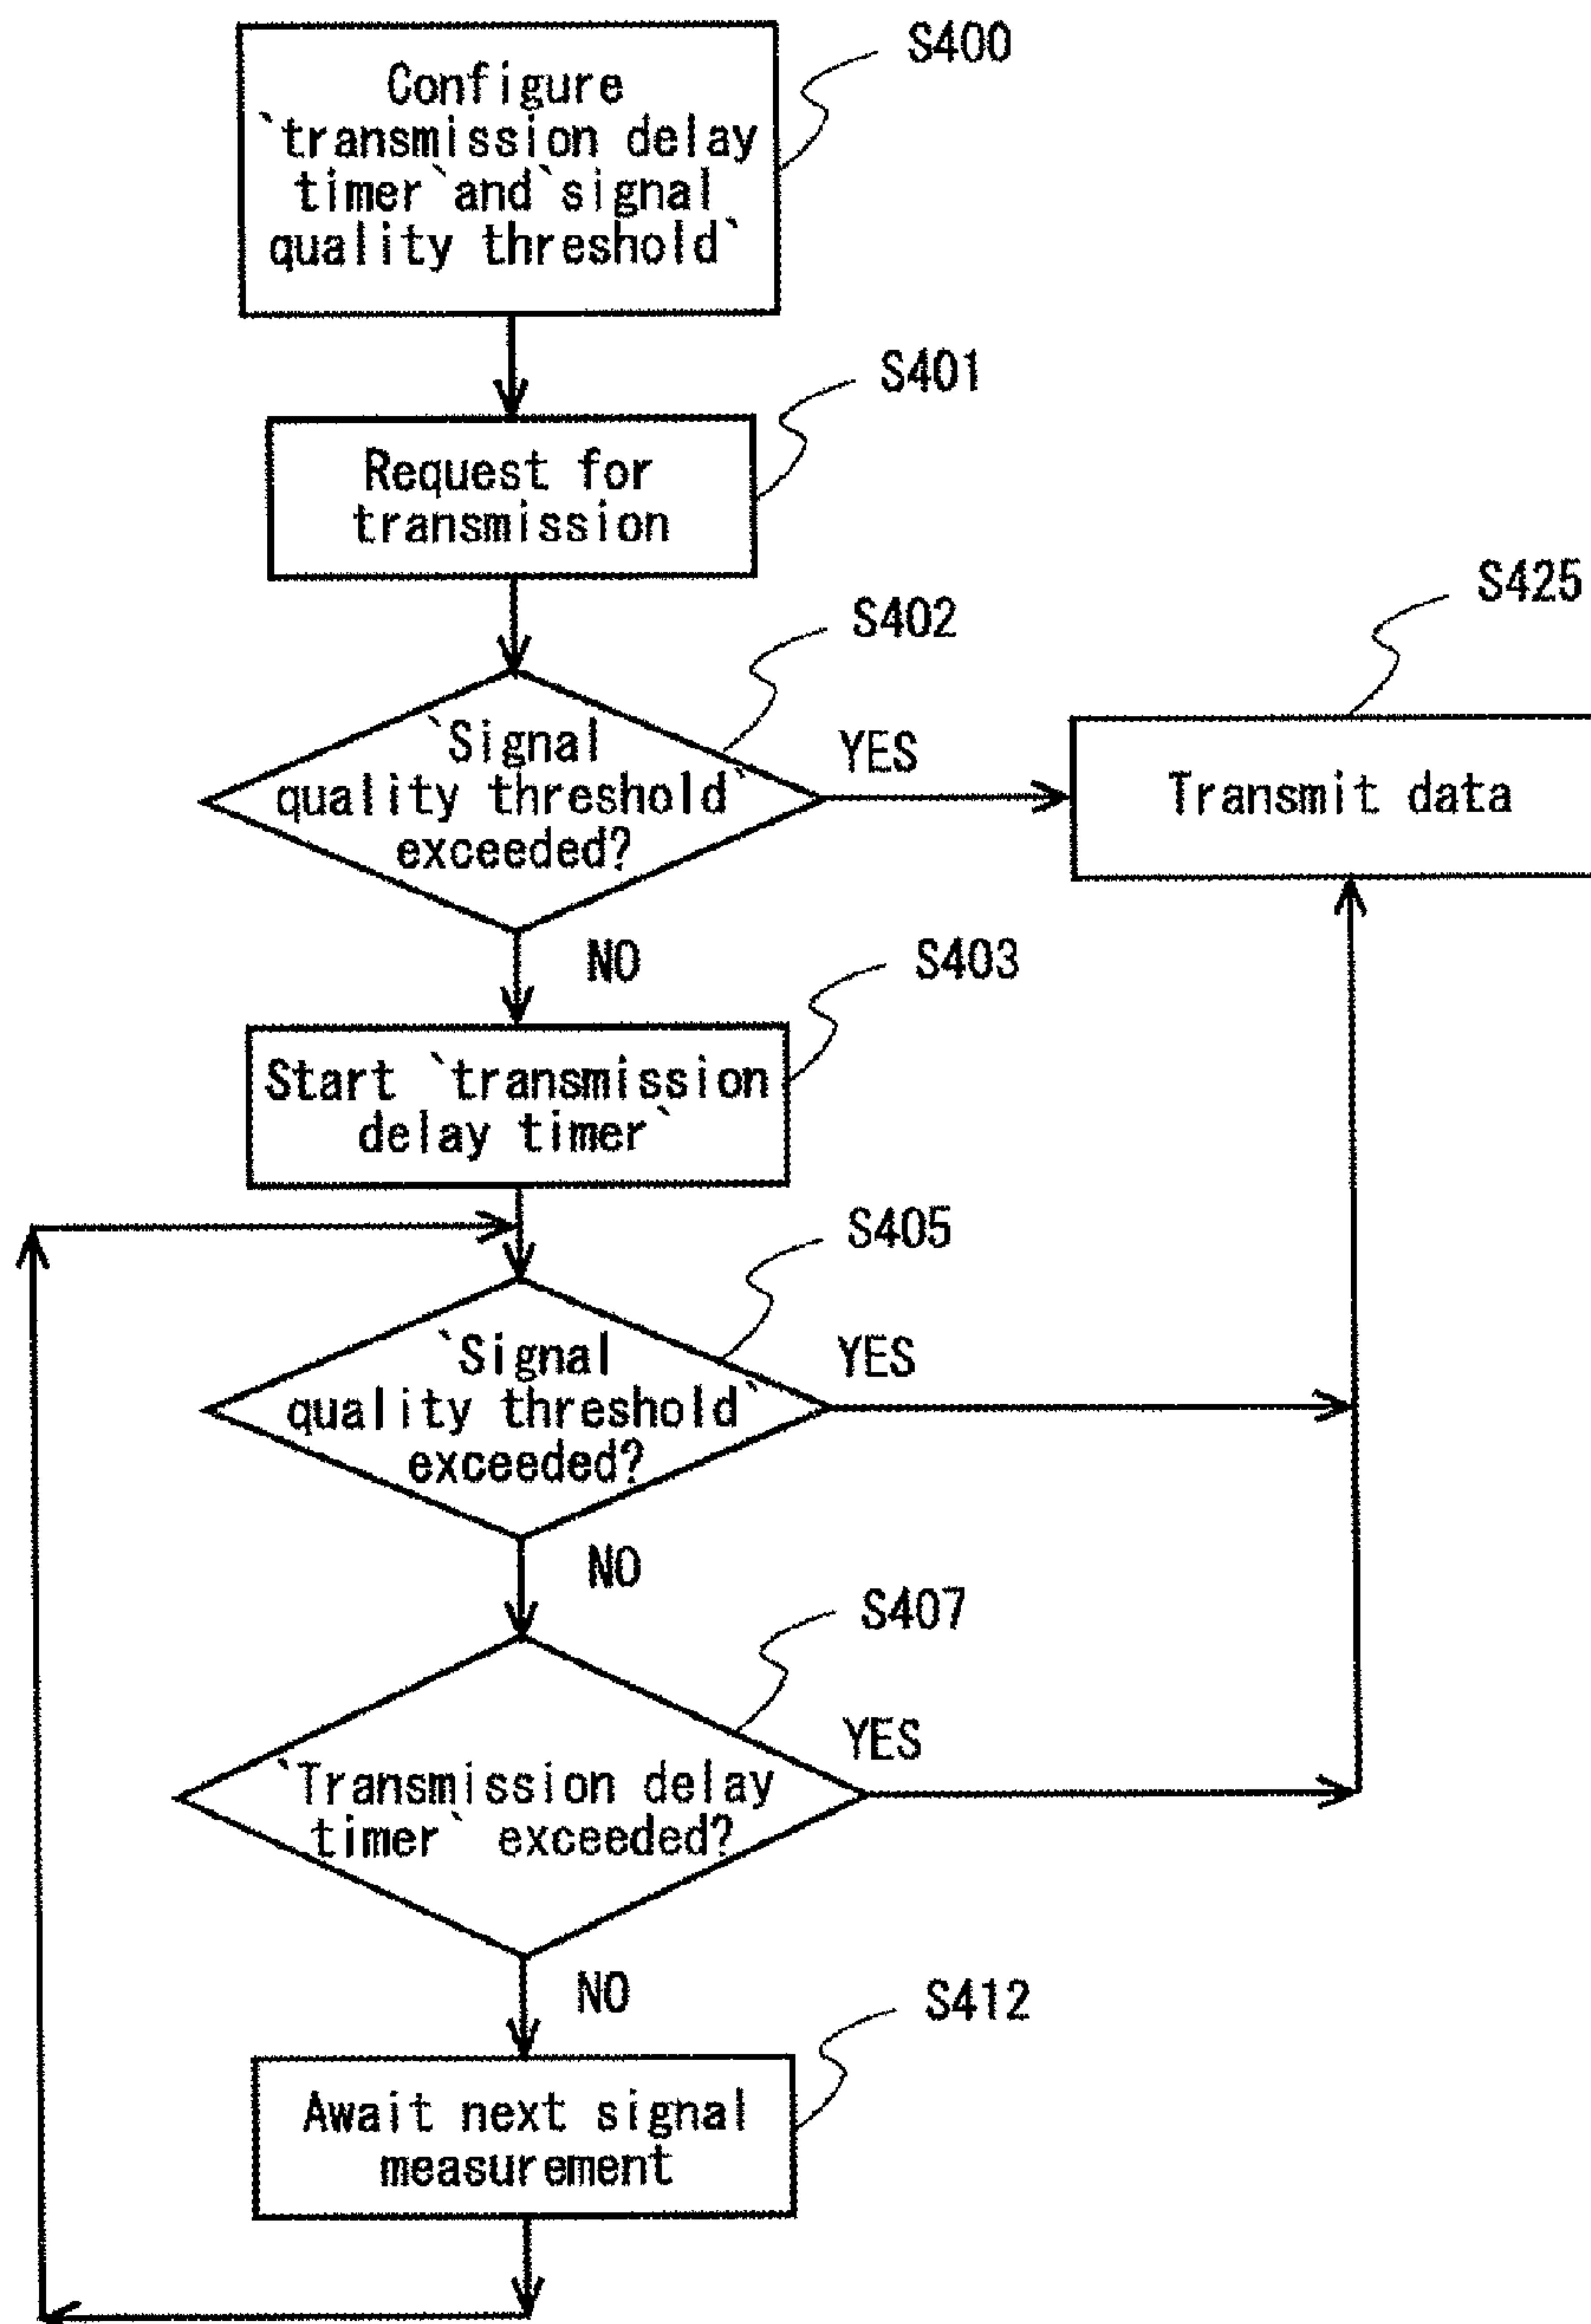 S400
Configure
`transmission delay
timer`and`signal
quality threshold`
S401
Request for
transmission
S402
`Signal
quality threshold`
exceeded?
YES
S425
Transmit data
NO
S403
Start `transmission
delay timer`
S405
`Signal
quality threshold`
exceeded?
YES
NO
S407
`Transmission delay
timer` exceeded?
YES
NO
S412
Await next signal
measurement